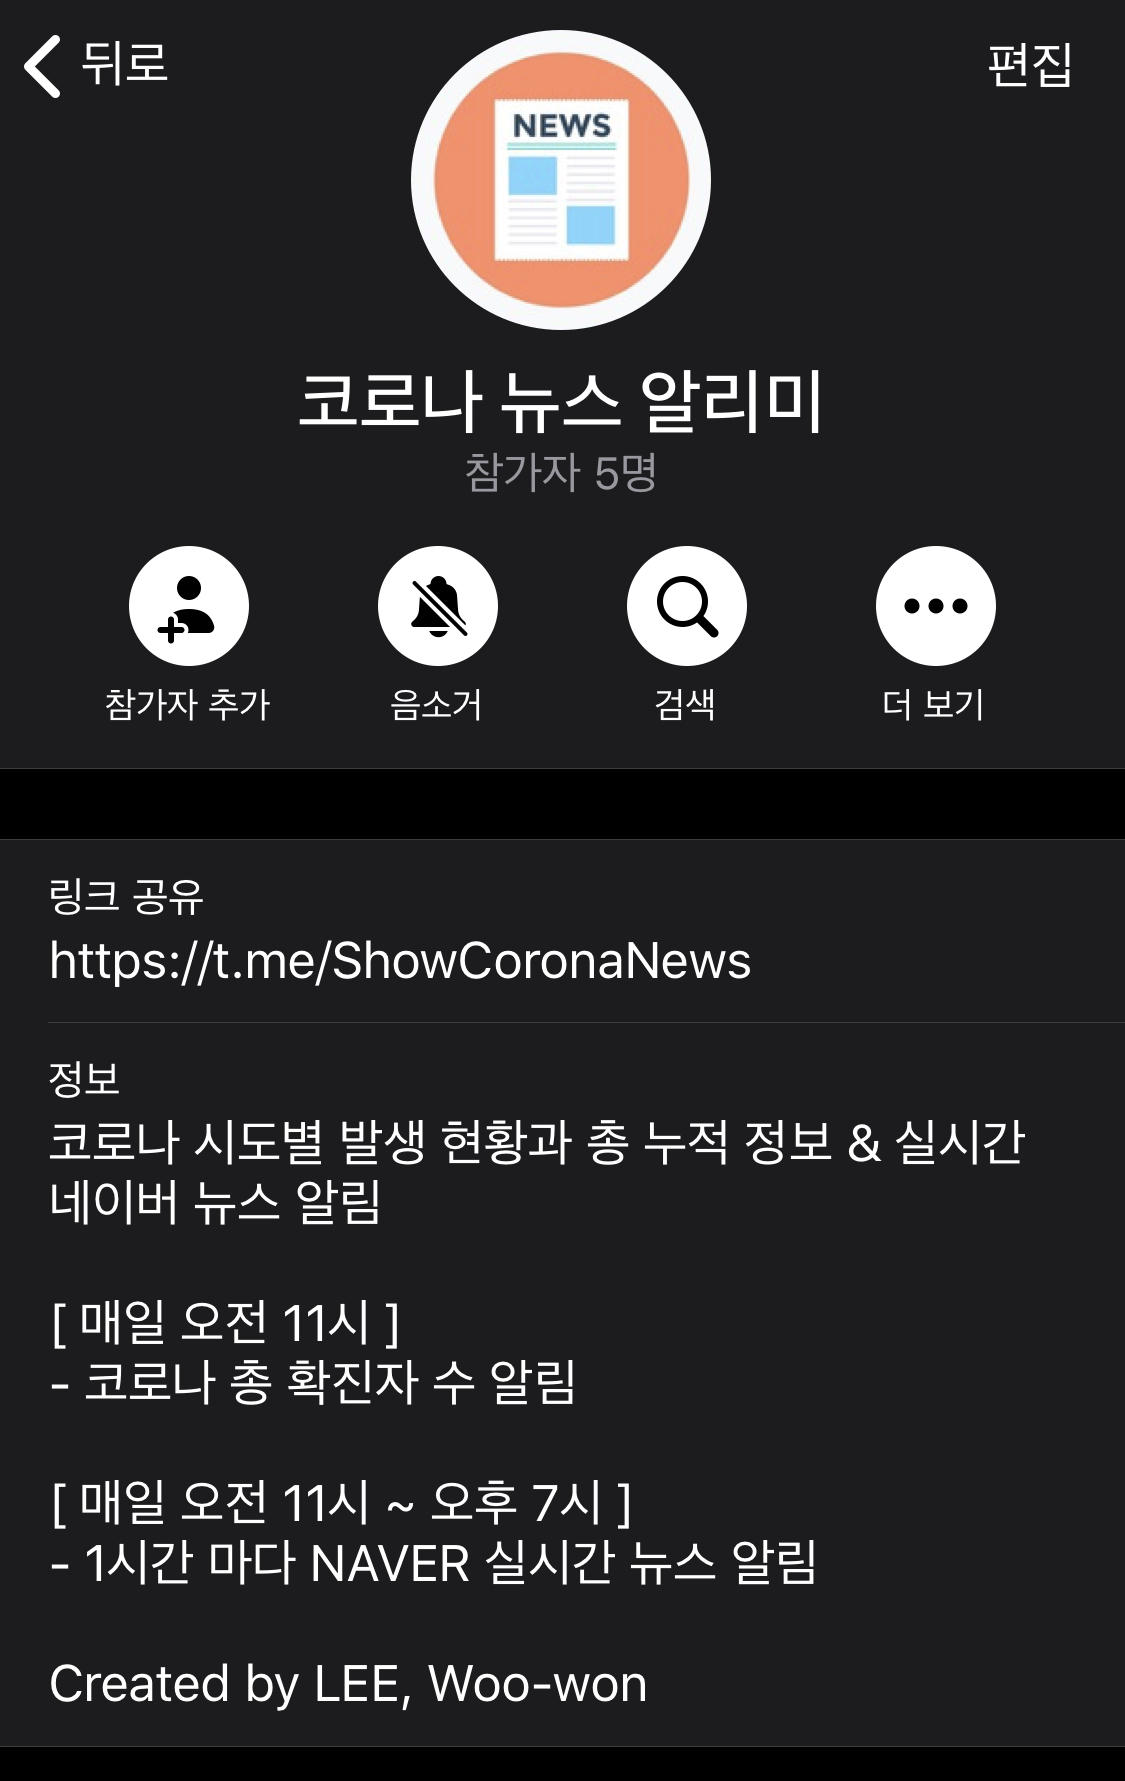 뒤로
편집
NEWS
코로나 뉴스 알리미
참가자 5명
참가자 추가
음소거
검색
더 보기
링크 공유
https://t.me/ShowCoronaNews
정보
코로나 시도별 발생 현황과 총 누적 정보 & 실시간
네이버 뉴스 알림
[ 매일 오전 11시 ]
- 코로나 총 확진자 수 알림
[ 매일 오전 11시 ~ 오후 7시 ]
- 1시간 마다 NAVER 실시간 뉴스 알림
Created by LEE, Woo-won